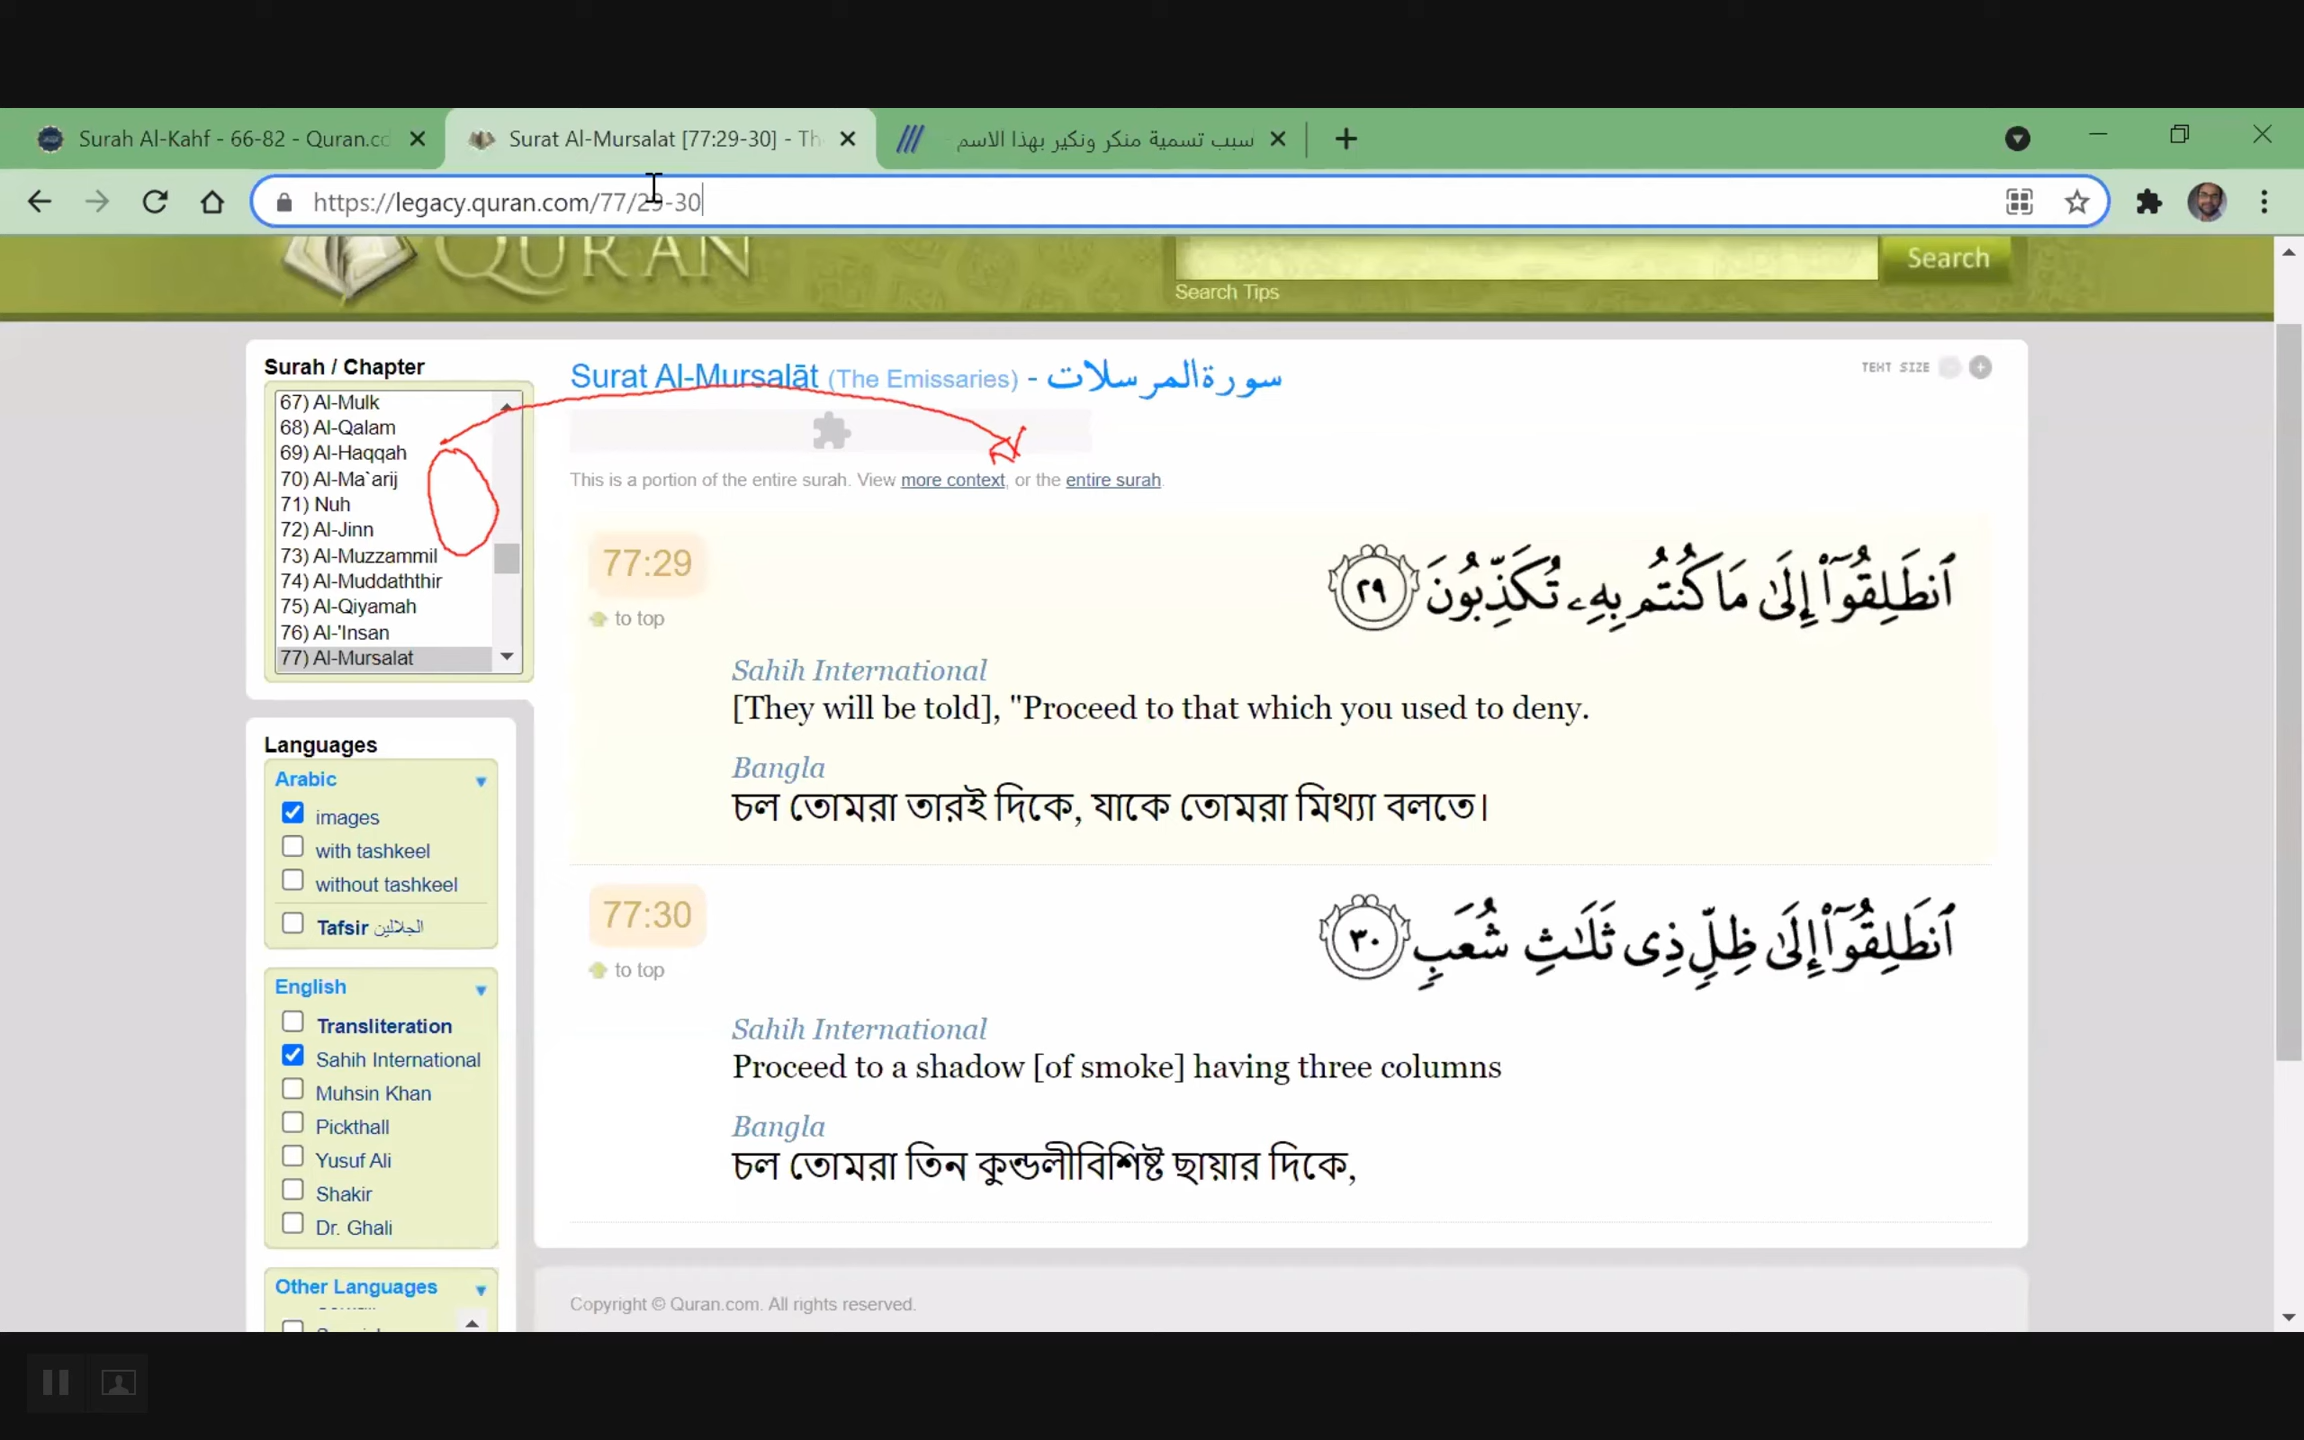 Surah Al-Kahf - 66-82 - Quran.co
Surat Al-Mursalat [77:29-30] - Th
سبب تسمية منكر ونكير بهذا الاسم -
https://legacy.quran.com/77/29-30
QURAN
Search
Search Tips
Surah / Chapter
67) Al-Mulk
68) Al-Qalam
69) Al-Haqqah
70) Al-Ma`arij
71) Nuh
72) Al-Jinn
73) Al-Muzzammil
74) Al-Muddaththir
75) Al-Qiyamah
76) Al-'Insan
77) Al-Mursalat
Surat Al-Mursalāt (The Emissaries) - سورة المرسلات
TEXT SIZE
This is a portion of the entire surah. View more context, or the entire surah.
77:29
to top
ٱنطَلِقُوٓا۟ إِلَىٰ مَا كُنتُم بِهِۦ تُكَذِّبُونَ ٢٩
Sahih International
[They will be told], "Proceed to that which you used to deny.
Bangla
চল তোমরা তারই দিকে, যাকে তোমরা মিথ্যা বলতে।
77:30
to top
ٱنطَلِقُوٓا۟ إِلَىٰ ظِلٍّ ذِى ثَلَٰثِ شُعَبٍ ٣٠
Sahih International
Proceed to a shadow [of smoke] having three columns
Bangla
চল তোমরা তিন কুন্ডলীবিশিষ্ট ছায়ার দিকে,
Languages
Arabic
images
with tashkeel
without tashkeel
Tafsir الجلالين
English
Transliteration
Sahih International
Muhsin Khan
Pickthall
Yusuf Ali
Shakir
Dr. Ghali
Other Languages
Copyright © Quran.com. All rights reserved.